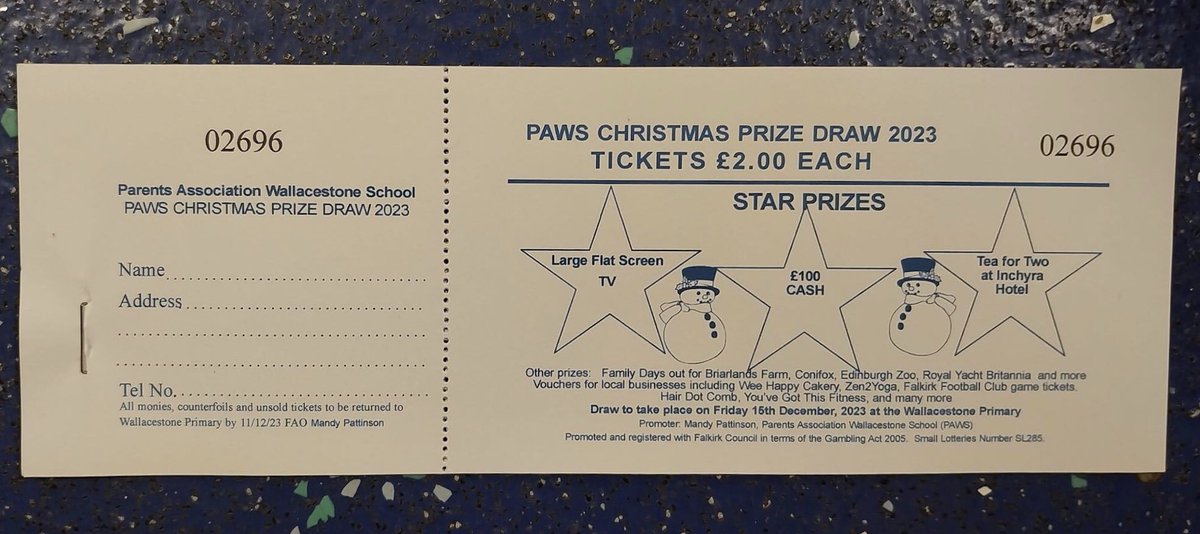 02696
Parents Association Wallacestone School
PAWS CHRISTMAS PRIZE DRAW 2023
Name
Address
Tel No.
All monies, counterfoils and unsold tickets to be returned to
Wallacestone Primary by 11/12/23 FAO Mandy Pattinson
PAWS CHRISTMAS PRIZE DRAW 2023
TICKETS £2.00 EACH
02696
STAR PRIZES
Large Flat Screen
TV
£100
CASH
Tea for Two
at Inchyra
Hotel
Other prizes: Family Days out for Briarlands Farm, Conifox, Edinburgh Zoo, Royal Yacht Britannia and more
Vouchers for local businesses including Wee Happy Cakery, Zen2Yoga, Falkirk Football Club game tickets.
Hair Dot Comb, You've Got This Fitness, and many more
Draw to take place on Friday 15th December, 2023 at the Wallacestone Primary
Promoter: Mandy Pattinson, Parents Association Wallacestone School (PAWS)
Promoted and registered with Falkirk Council in terms of the Gambling Act 2005. Small Lotteries Number SL285.